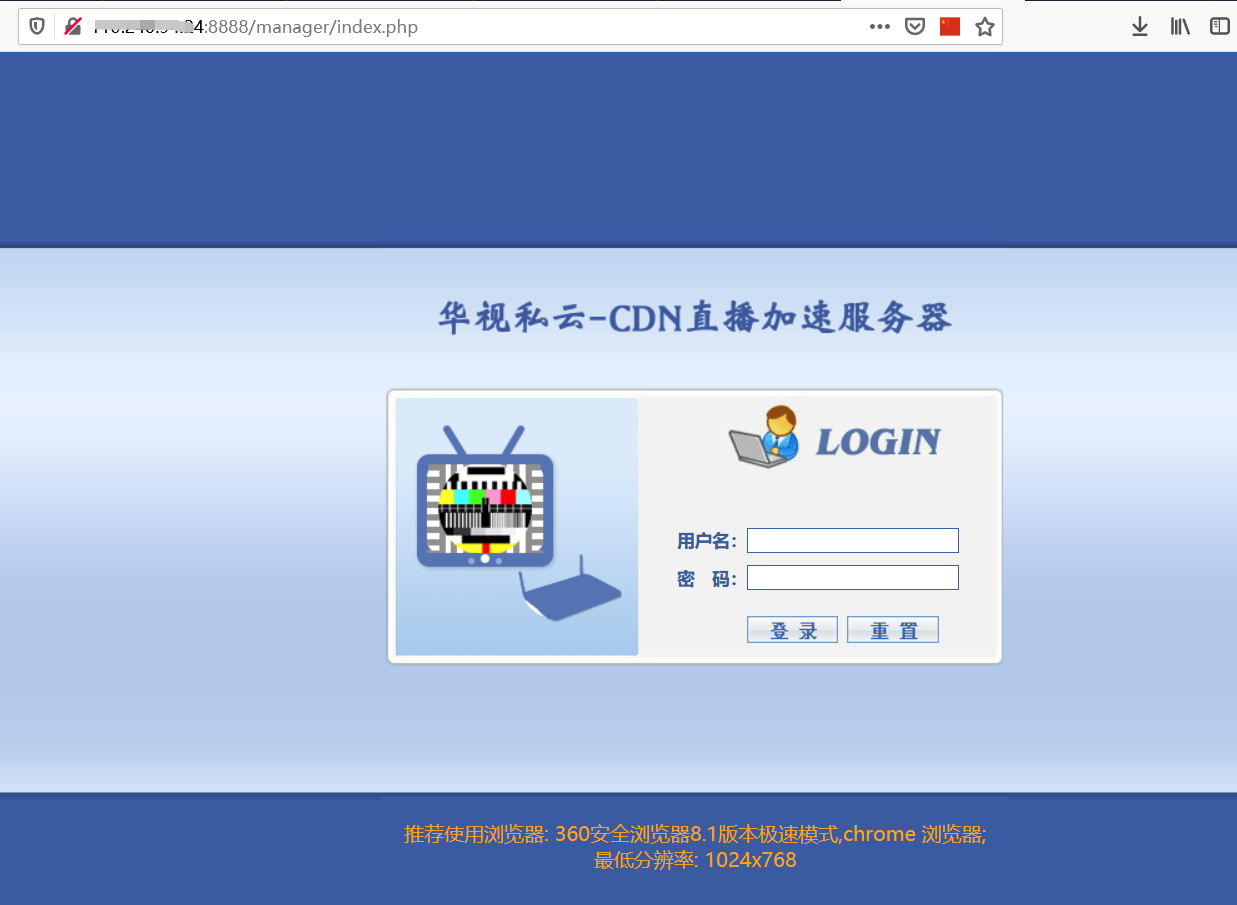 :8888/manager/index.php
华视私云-CDN直播加速服务器
LOGIN
用户名：
密 码：
登 录
重 置
推荐使用浏览器: 360安全浏览器8.1版本极速模式,chrome 浏览器;
最低分辨率: 1024x768